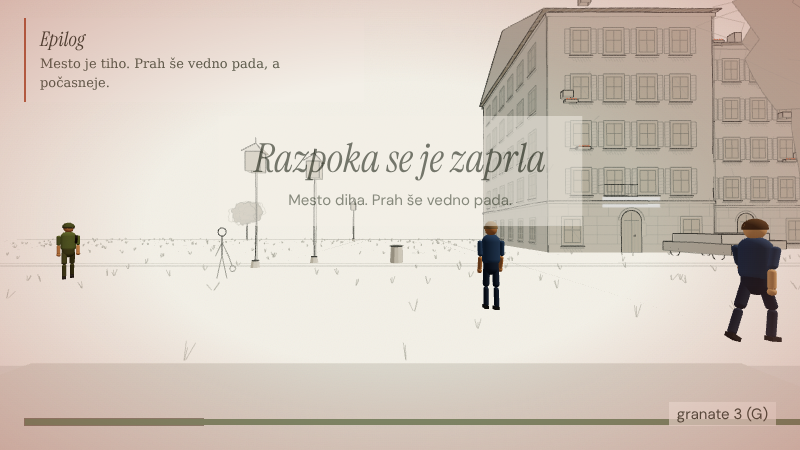 Epilog
Mesto je tiho. Prah še vedno pada, a
počasneje.
Razpoka se je zaprla
Mesto diha. Prah še vedno pada.
granate 3 (G)